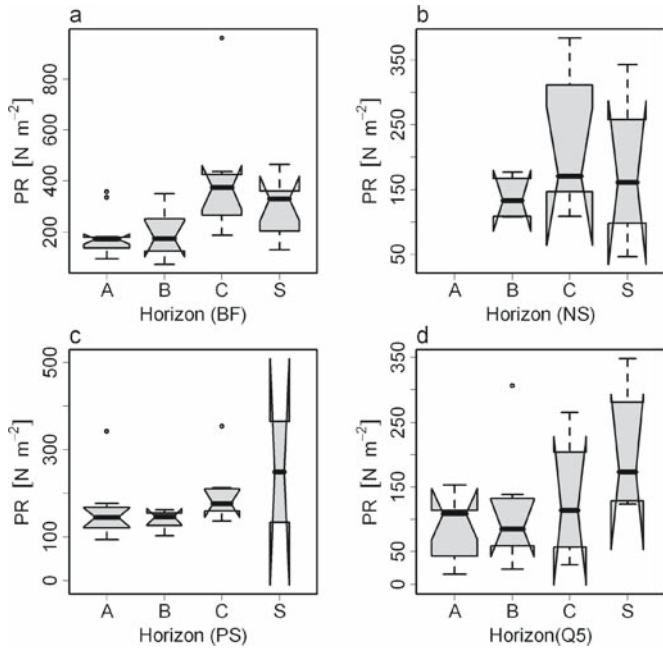 a
PR [N m⁻²]
800
600
400
200
A B C S
Horizon (BF)
b
PR [N m⁻²]
350
250
150
50
A B C S
Horizon (NS)
c
PR [N m⁻²]
500
300
100
0
A B C S
Horizon (PS)
d
PR [N m⁻²]
350
250
150
50
0
A B C S
Horizon(Q5)